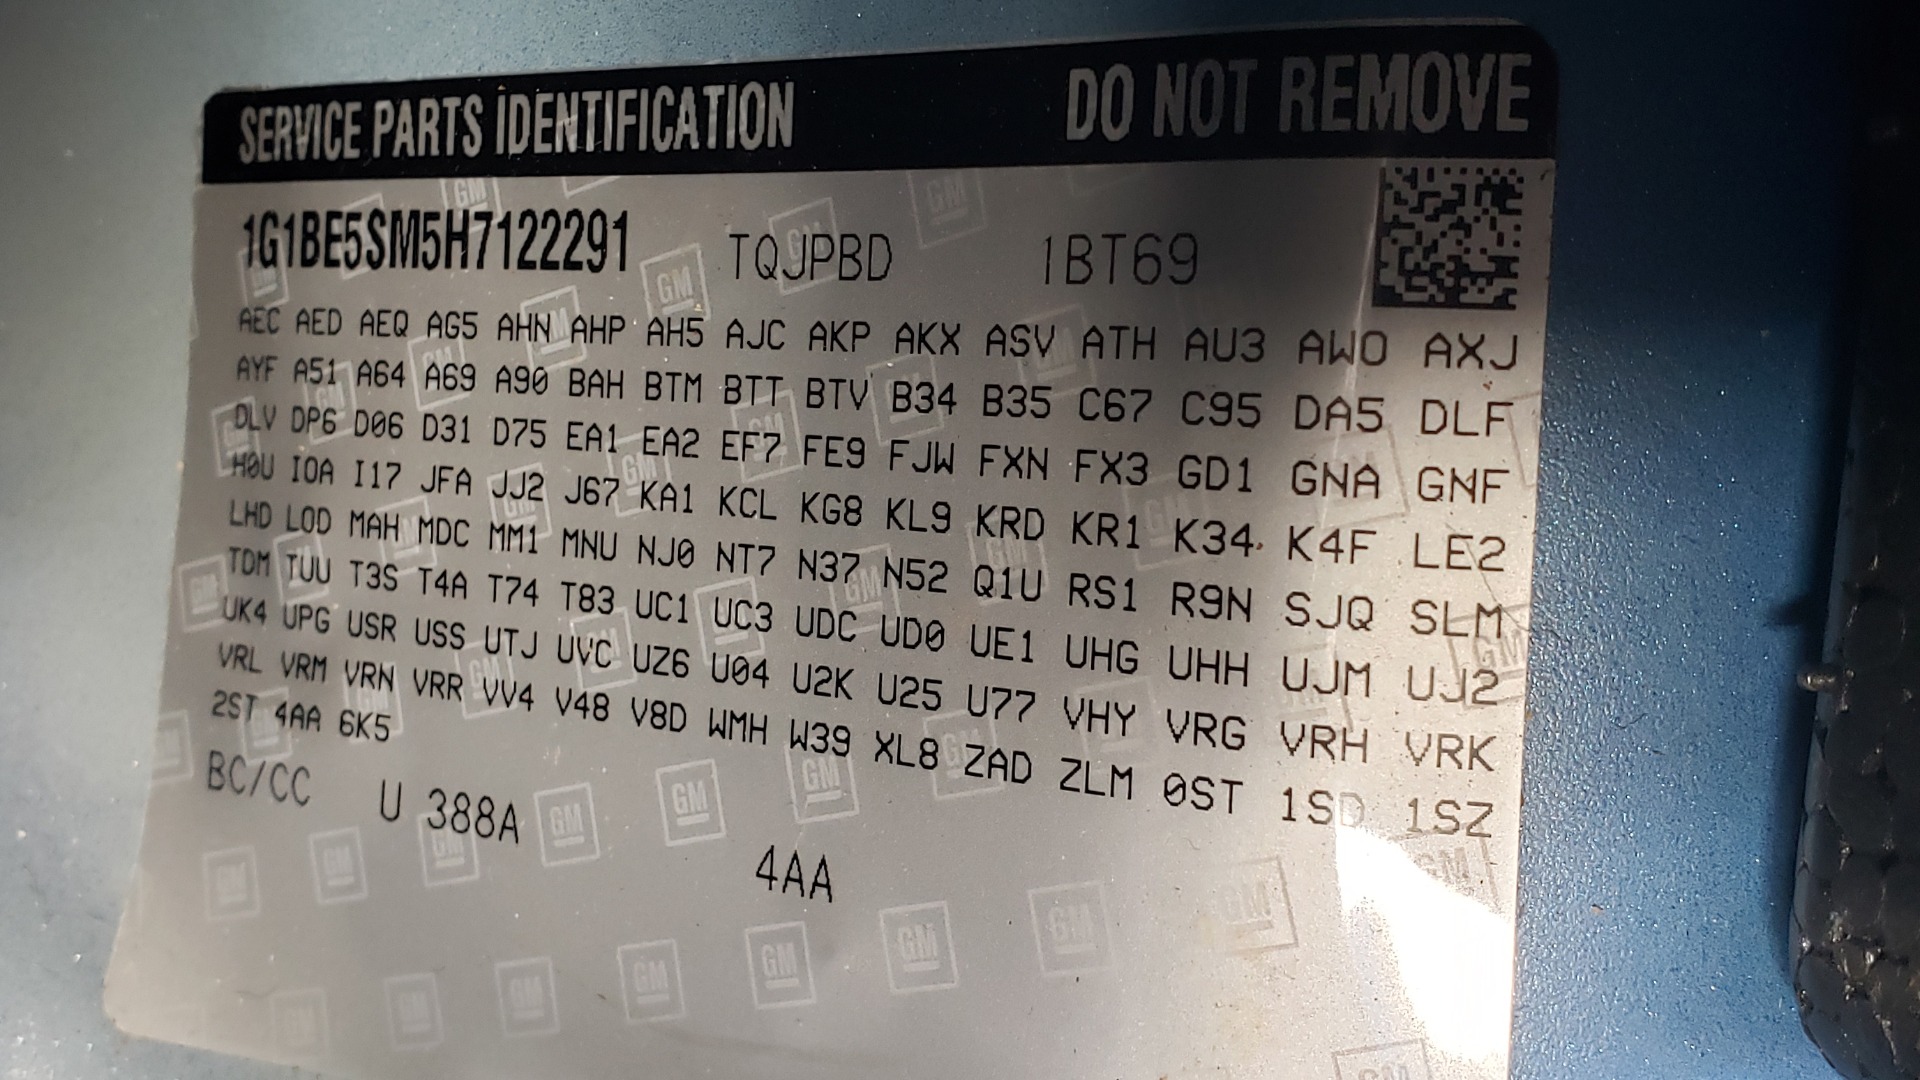 SERVICE PARTS IDENTIFICATION DO NOT REMOVE
1G1BE5SM5H7122291 TQJPBD 1BT69
AEC AED AEQ AG5 AHN AHP AH5 AJC AKP AKX ASV ATH AU3 AWO AXJ
AYF A51 A64 A69 A90 BAH BTM BTT BTV B34 B35 C67 C95 DA5 DLF
DLV DP6 D06 D31 D75 EA1 EA2 EF7 FE9 FJW FXN FX3 GD1 GNA GNF
H0U IOA I17 JFA JJ2 J67 KA1 KCL KG8 KL9 KRD KR1 K34 K4F LE2
LHD LOD MAH MDC MM1 MNU NJ0 NT7 N37 N52 Q1U RS1 R9N SJQ SLM
TDM TUU T3S T4A T74 T83 UC1 UC3 UDC UD0 UE1 UHG UHH UJM UJ2
UK4 UPG USR USS UTJ UVC UZ6 U04 U2K U25 U77 VHY VRG VRH VRK
VRL VRM VRN VRR VV4 V48 V8D WMH W39 XL8 ZAD ZLM 0ST 1SD 1SZ
2ST 4AA 6K5
BC/CC U 388A
4AA